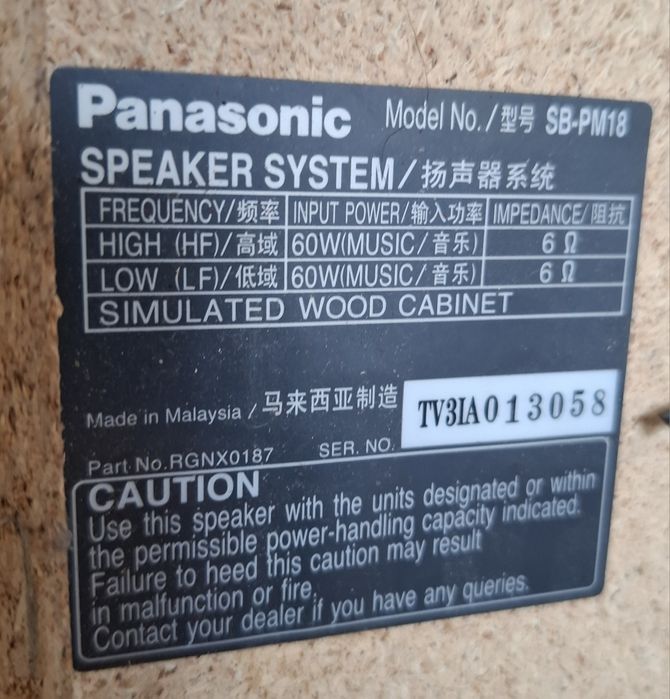 Panasonic Model No./型号 SB-PM18
SPEAKER SYSTEM/扬声器系统
FREQUENCY/频率 INPUT POWER/输入功率 IMPEDANCE/阻抗
HIGH (HF)/高域 60W(MUSIC/音乐) 6 Ω
LOW (LF)/低域 60W(MUSIC/音乐) 6 Ω
SIMULATED WOOD CABINET
Made in Malaysia/马来西亚制造
TV3IA013058
Part No.RGNX0187 SER. NO.
CAUTION
Use this speaker with the units designated or within
the permissible power-handling capacity indicated.
Failure to heed this caution may result
in malfunction or fire.
Contact your dealer if you have any queries.